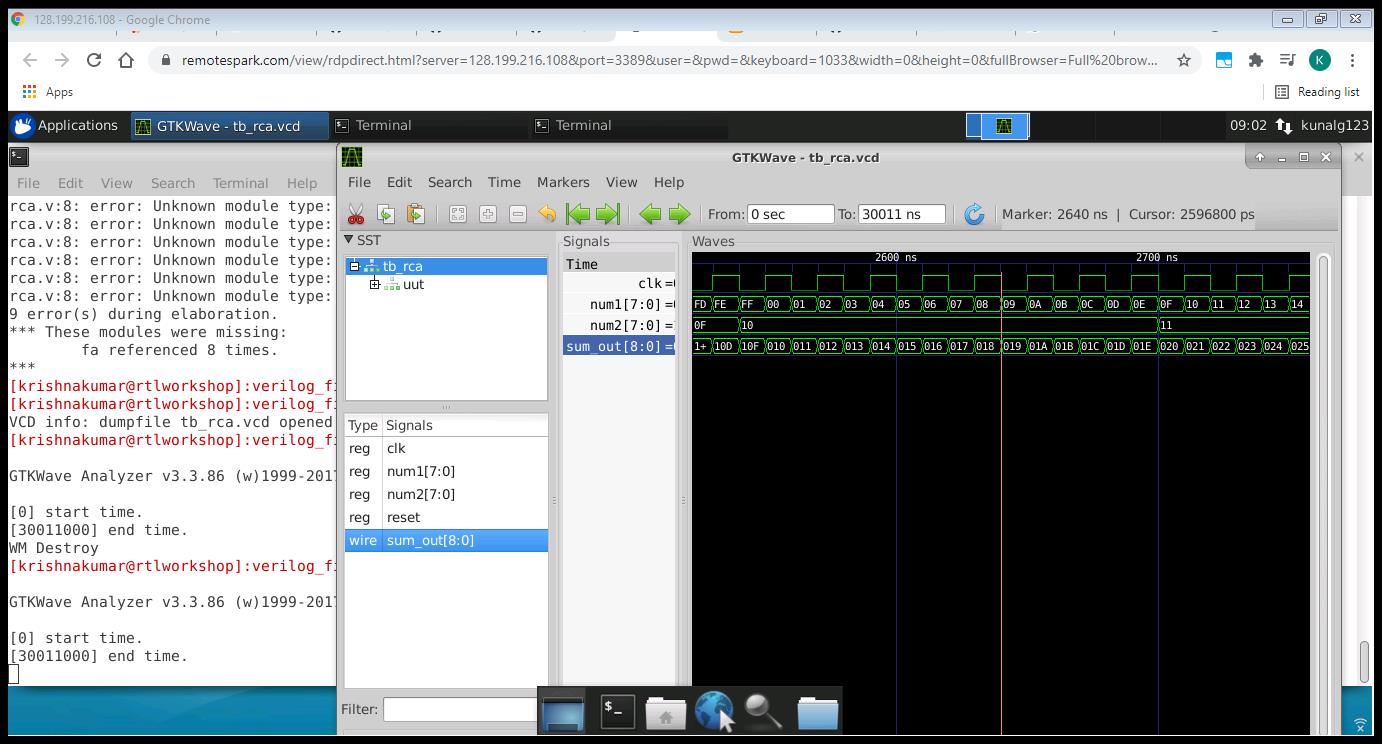 128.199.216.108 - Google Chrome
remotespark.com/view/rdpdirect.html?server=128.199.216.108&port=3389&user=&pwd=&keyboard=1033&width=0&height=0&fullBrowser=Full%20brow...
K
Apps
Reading list
Applications
GTKWave - tb_rca.vcd
Terminal
Terminal
09:02
kunalg123
File Edit View Search Terminal Help
rca.v:8: error: Unknown module type:
rca.v:8: error: Unknown module type:
rca.v:8: error: Unknown module type:
rca.v:8: error: Unknown module type:
rca.v:8: error: Unknown module type:
rca.v:8: error: Unknown module type:
9 error(s) during elaboration.
*** These modules were missing:
fa referenced 8 times.
***
[krishnakumar@rtlworkshop]:verilog_fi
[krishnakumar@rtlworkshop]:verilog_fi
VCD info: dumpfile tb_rca.vcd opened
[krishnakumar@rtlworkshop]:verilog_fi
GTKWave Analyzer v3.3.86 (w)1999-2017
[0] start time.
[30011000] end time.
WM Destroy
[krishnakumar@rtlworkshop]:verilog_fi
GTKWave Analyzer v3.3.86 (w)1999-2017
[0] start time.
[30011000] end time.
GTKWave - tb_rca.vcd
File Edit Search Time Markers View Help
From: 0 sec To: 30011 ns Marker: 2640 ns | Cursor: 2596800 ps
SST
tb_rca
uut
Type Signals
reg clk
reg num1[7:0]
reg num2[7:0]
reg reset
wire sum_out[8:0]
Filter:
Signals
Time
clk =
num1[7:0] =
num2[7:0] =
sum_out[8:0] =
Waves
2600 ns 2700 ns
FD FE FF 00 01 02 03 04 05 06 07 08 09 0A 0B 0C 0D 0E 0F 10 11 12 13 14
0F 10 11
1+ 10D 10F 010 011 012 013 014 015 016 017 018 019 01A 01B 01C 01D 01E 020 021 022 023 024 025